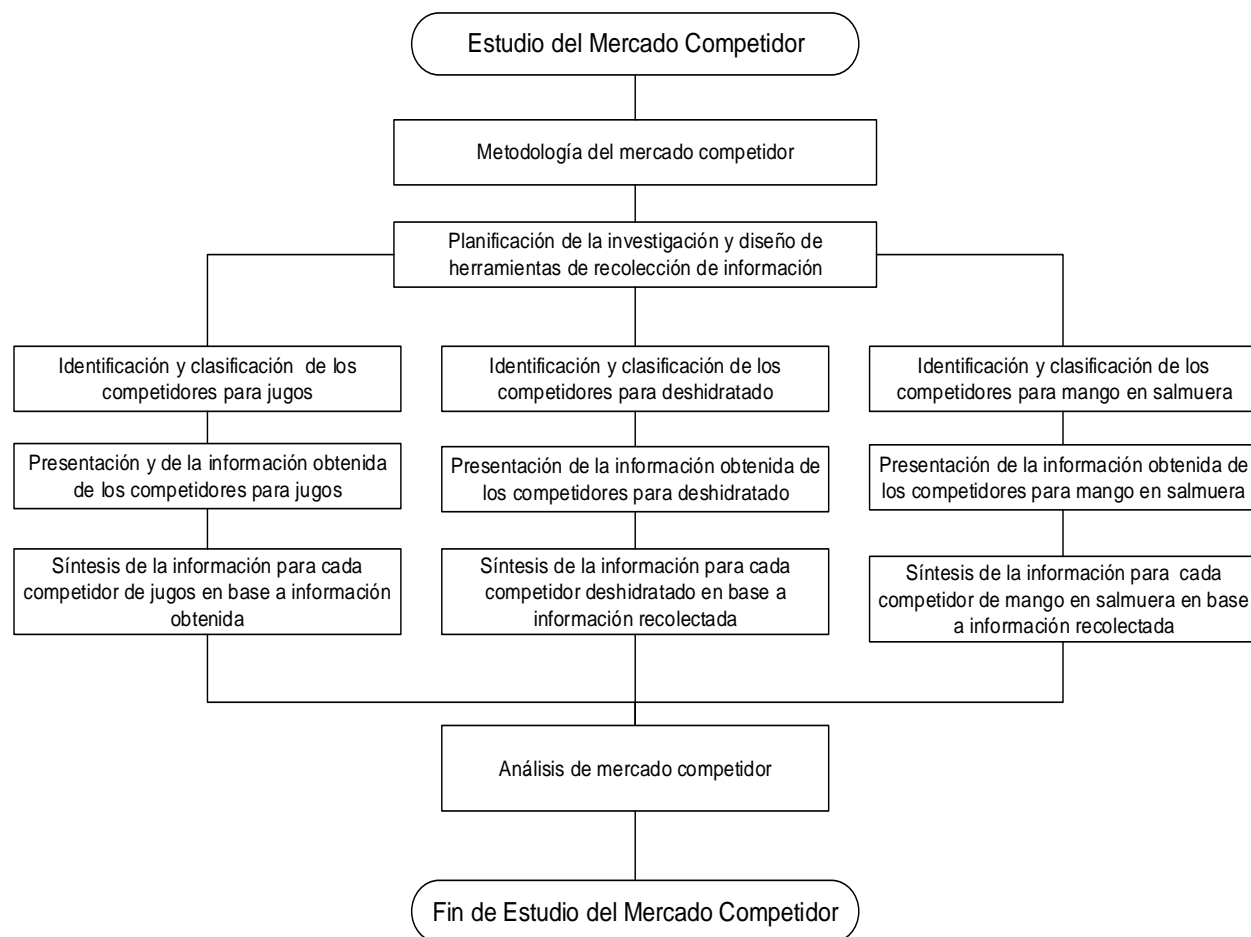 Estudio del Mercado Competidor
Metodología del mercado competidor
Planificación de la investigación y diseño de
herramientas de recolección de información
Identificación y clasificación  de los
competidores para jugos
Identificación y clasificación de los
competidores para deshidratado
Identificación y clasificación de los
competidores para mango en salmuera
Presentación y de la información obtenida
de los competidores para jugos
Presentación de la información obtenida de
los competidores para deshidratado
Presentación de la información obtenida de
los competidores para mango en salmuera
Síntesis de la información para cada
competidor de jugos en base a información
obtenida
Síntesis de la información para cada
competidor deshidratado en base a
información recolectada
Síntesis de la información para  cada
competidor de mango en salmuera en base
a información recolectada
Análisis de mercado competidor
Fin de Estudio del Mercado Competidor